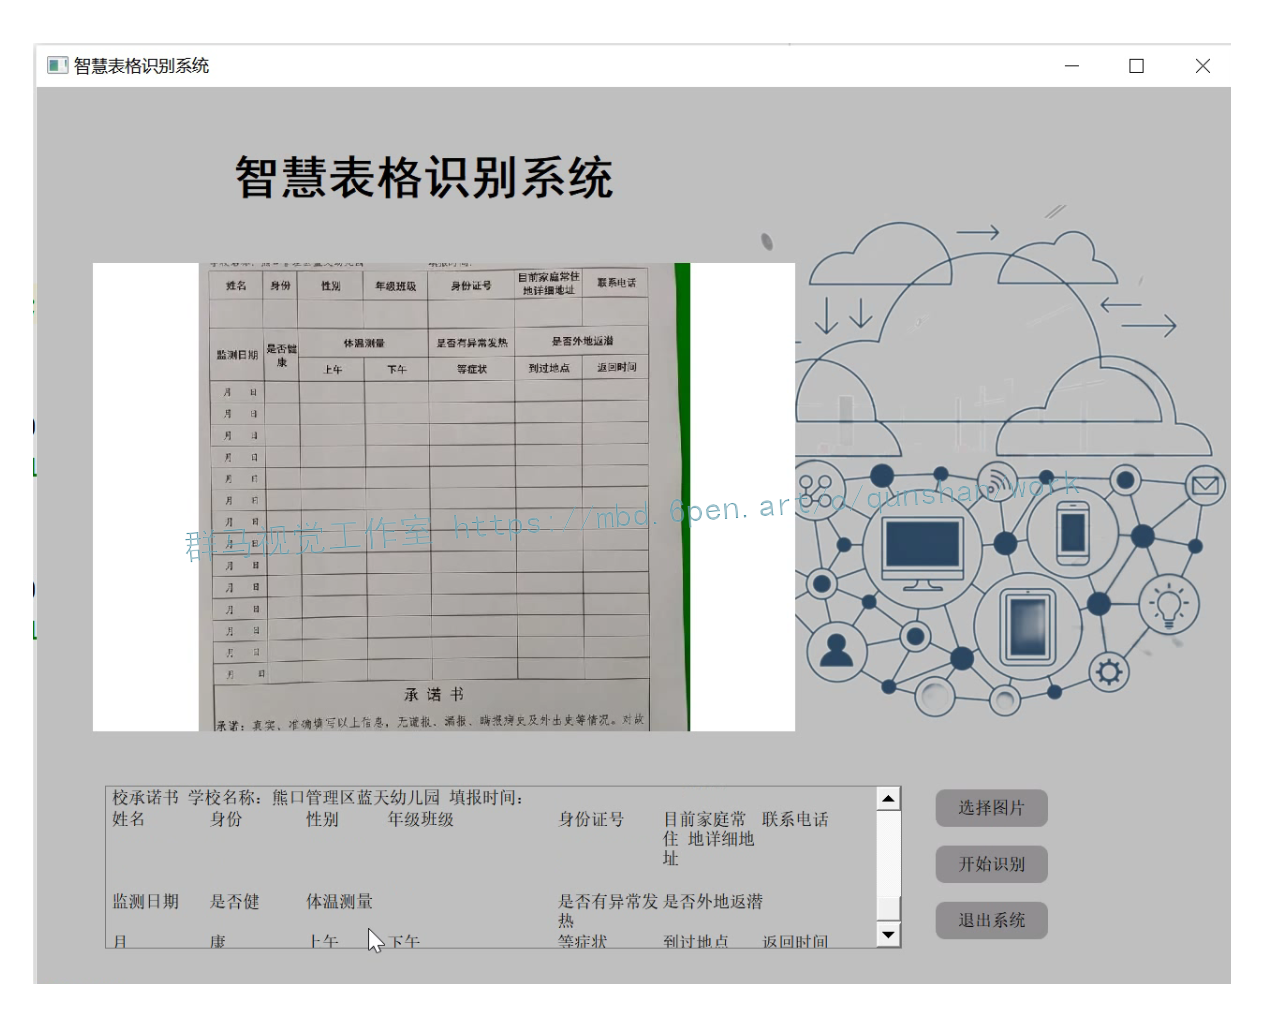 智慧表格识别系统
智慧表格识别系统
姓名 身份 性别 年级班级 身份证号 目前家庭常住 联系电话
地详细地址
监测日期 是否健 体温测量 是否有异常发热 是否外地返潜
康 上午 下午 等症状 到过地点 返回时间
月 日
月 日
月 日
月 日
月 日
月 日
月 日
月 日
月 日
月 日
月 日
月 日
月 日
月 日
群马视觉工作室 https://mbd.6pen.art/o/qunshan/work
承 诺 书
承诺：真实、准确填写以上信息，无谎报、漏报、瞒报病史及外出史等情况。对故
校承诺书 学校名称：熊口管理区蓝天幼儿园 填报时间：
姓名 身份 性别 年级班级 身份证号 目前家庭常 联系电话
住 地详细地
址
监测日期 是否健 体温测量 是否有异常发 是否外地返潜
热
月 康 上午 下午 等症状 到过地点 返回时间
选择图片
开始识别
退出系统